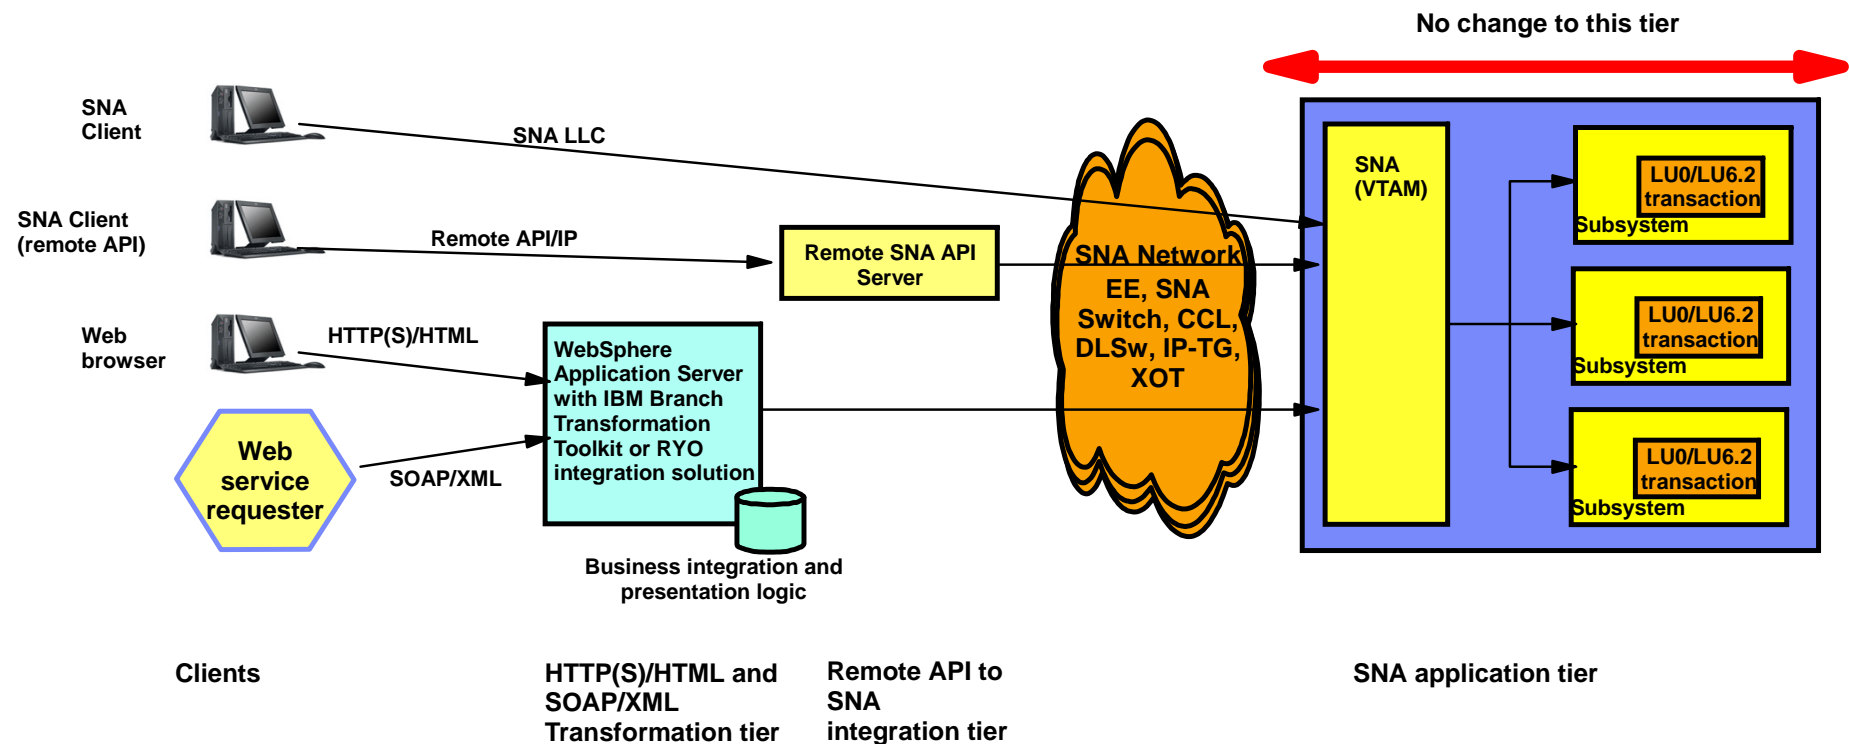 No change to this tier
SNA
Client
SNA LLC
SNA Client
(remote API)
Remote API/IP
Remote SNA API
Server
Web
browser
HTTP(S)/HTML
WebSphere
Application Server
with IBM Branch
Transformation
Toolkit or RYO
integration solution
Web
service
requester
SOAP/XML
Business integration and
presentation logic
SNA Network
EE, SNA
Switch, CCL,
DLSw, IP-TG,
XOT
SNA
(VTAM)
LU0/LU6.2
transaction
Subsystem
LU0/LU6.2
transaction
Subsystem
LU0/LU6.2
transaction
Subsystem
Clients
HTTP(S)/HTML and
SOAP/XML
Transformation tier
Remote API to
SNA
integration tier
SNA application tier